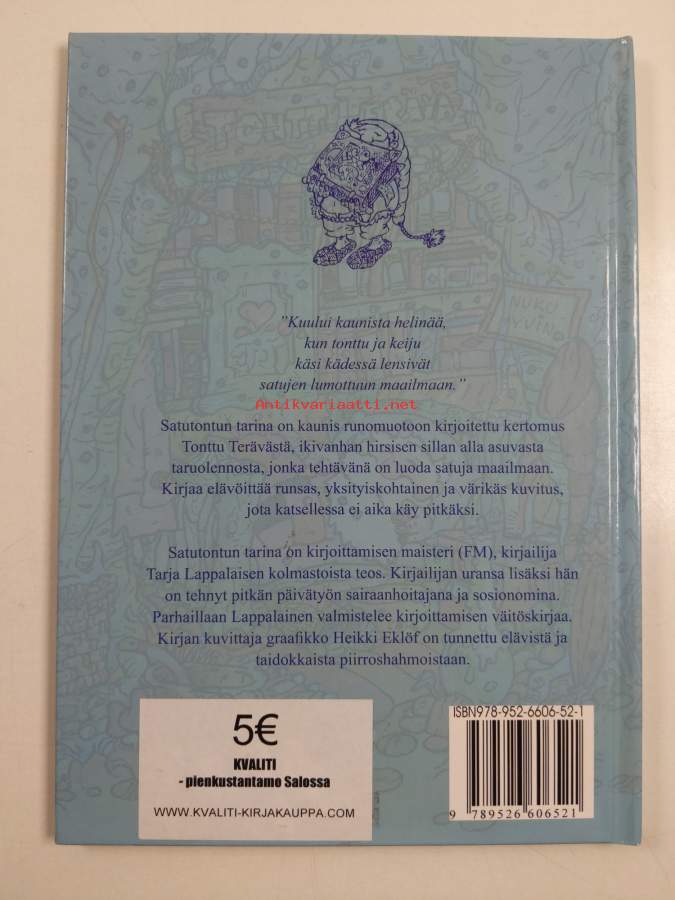 TONTTU TERÄVÄ
NUKU
HYVIN
”Kuului kaunista helinää,
kun tonttu ja keiju
käsi kädessä lensivät
satujen lumottuun maailmaan.”
Antikvariaatti.net
Satutontun tarina on kaunis runomuotoon kirjoitettu kertomus
Tonttu Terävästä, ikivanhan hirsisen sillan alla asuvasta
taruolennosta, jonka tehtävänä on luoda satuja maailmaan.
Kirjaa elävöittää runsas, yksityiskohtainen ja värikäs kuvitus,
jota katsellessa ei aika käy pitkäksi.
Satutontun tarina on kirjoittamisen maisteri (FM), kirjailija
Tarja Lappalaisen kolmastoista teos. Kirjailijan uransa lisäksi hän
on tehnyt pitkän päivätyön sairaanhoitajana ja sosionomina.
Parhaillaan Lappalainen valmistelee kirjoittamisen väitöskirjaa.
Kirjan kuvittaja graafikko Heikki Eklöf on tunnettu elävistä ja
taidokkaista piirroshahmoistaan.
5€
KVALITI
- pienkustantamo Salossa
WWW.KVALITI-KIRJAKAUPPA.COM
ISBN978-952-6606-52-1
9 789526 606521